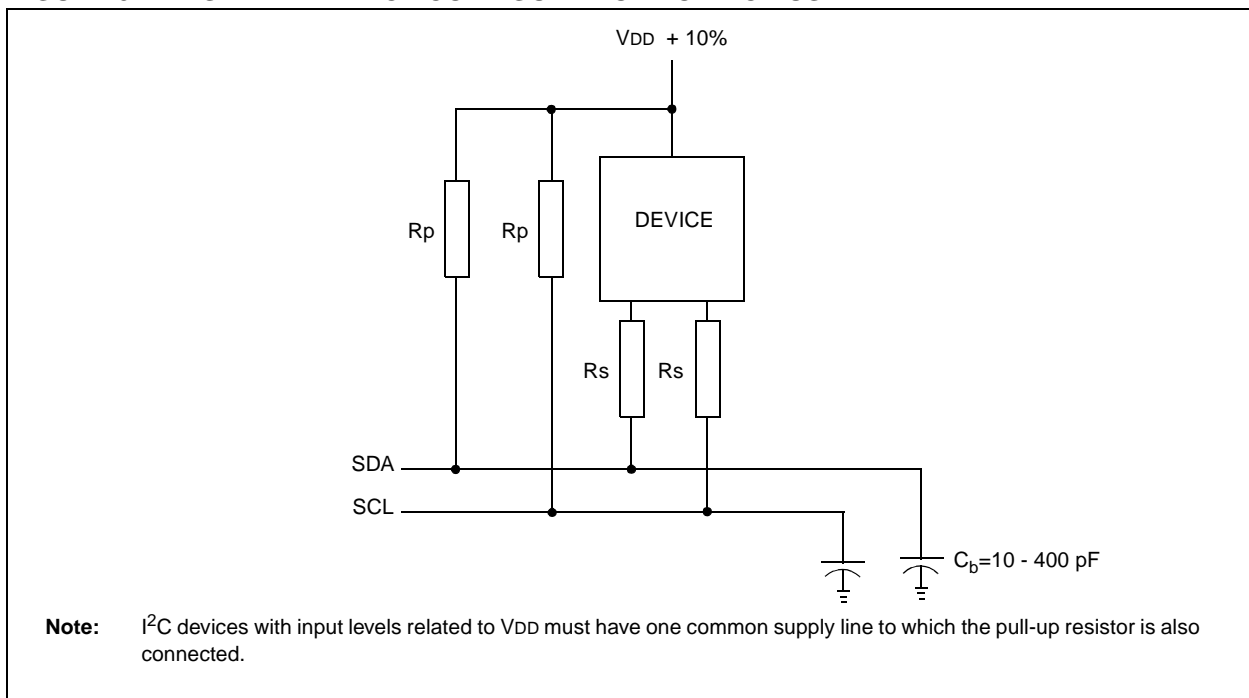 VDD + 10%
DEVICE
Rp
Rp
Rs
Rs
SDA
SCL
Cb=10 - 400 pF
Note: I2C devices with input levels related to VDD must have one common supply line to which the pull-up resistor is also
connected.